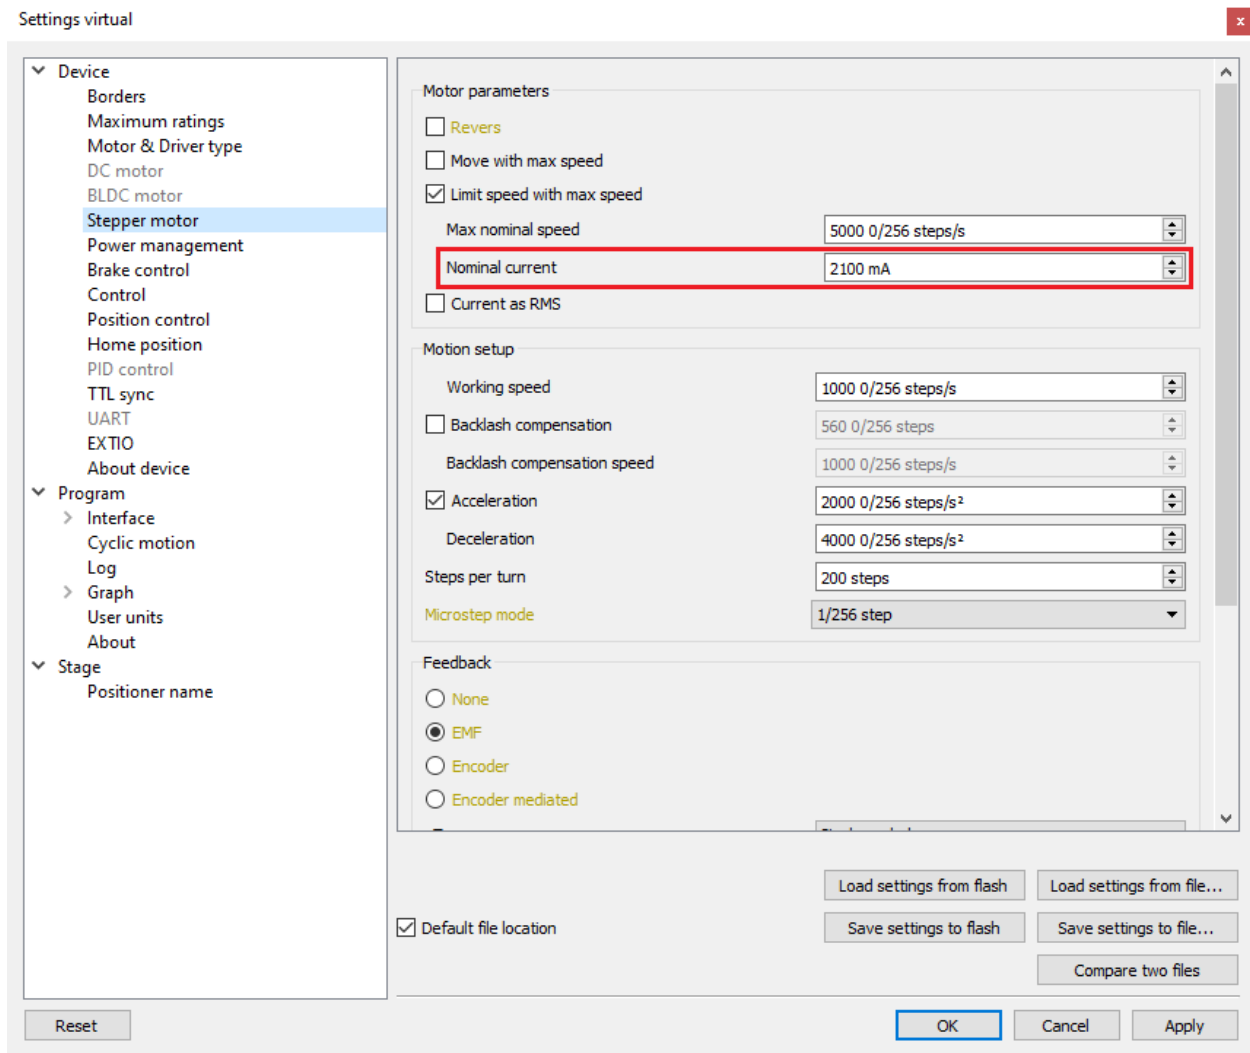 Settings virtual
x
Device
Borders
Maximum ratings
Motor & Driver type
DC motor
BLDC motor
Stepper motor
Power management
Brake control
Control
Position control
Home position
PID control
TTL sync
UART
EXTIO
About device
Program
Interface
Cyclic motion
Log
Graph
User units
About
Stage
Positioner name
Motor parameters
Revers
Move with max speed
Limit speed with max speed
Max nominal speed 5000 0/256 steps/s
Nominal current 2100 mA
Current as RMS
Motion setup
Working speed 1000 0/256 steps/s
Backlash compensation 560 0/256 steps
Backlash compensation speed 1000 0/256 steps/s
Acceleration 2000 0/256 steps/s²
Deceleration 4000 0/256 steps/s²
Steps per turn 200 steps
Microstep mode 1/256 step
Feedback
None
EMF
Encoder
Encoder mediated
Load settings from flash Load settings from file...
Default file location Save settings to flash Save settings to file...
Compare two files
Reset OK Cancel Apply